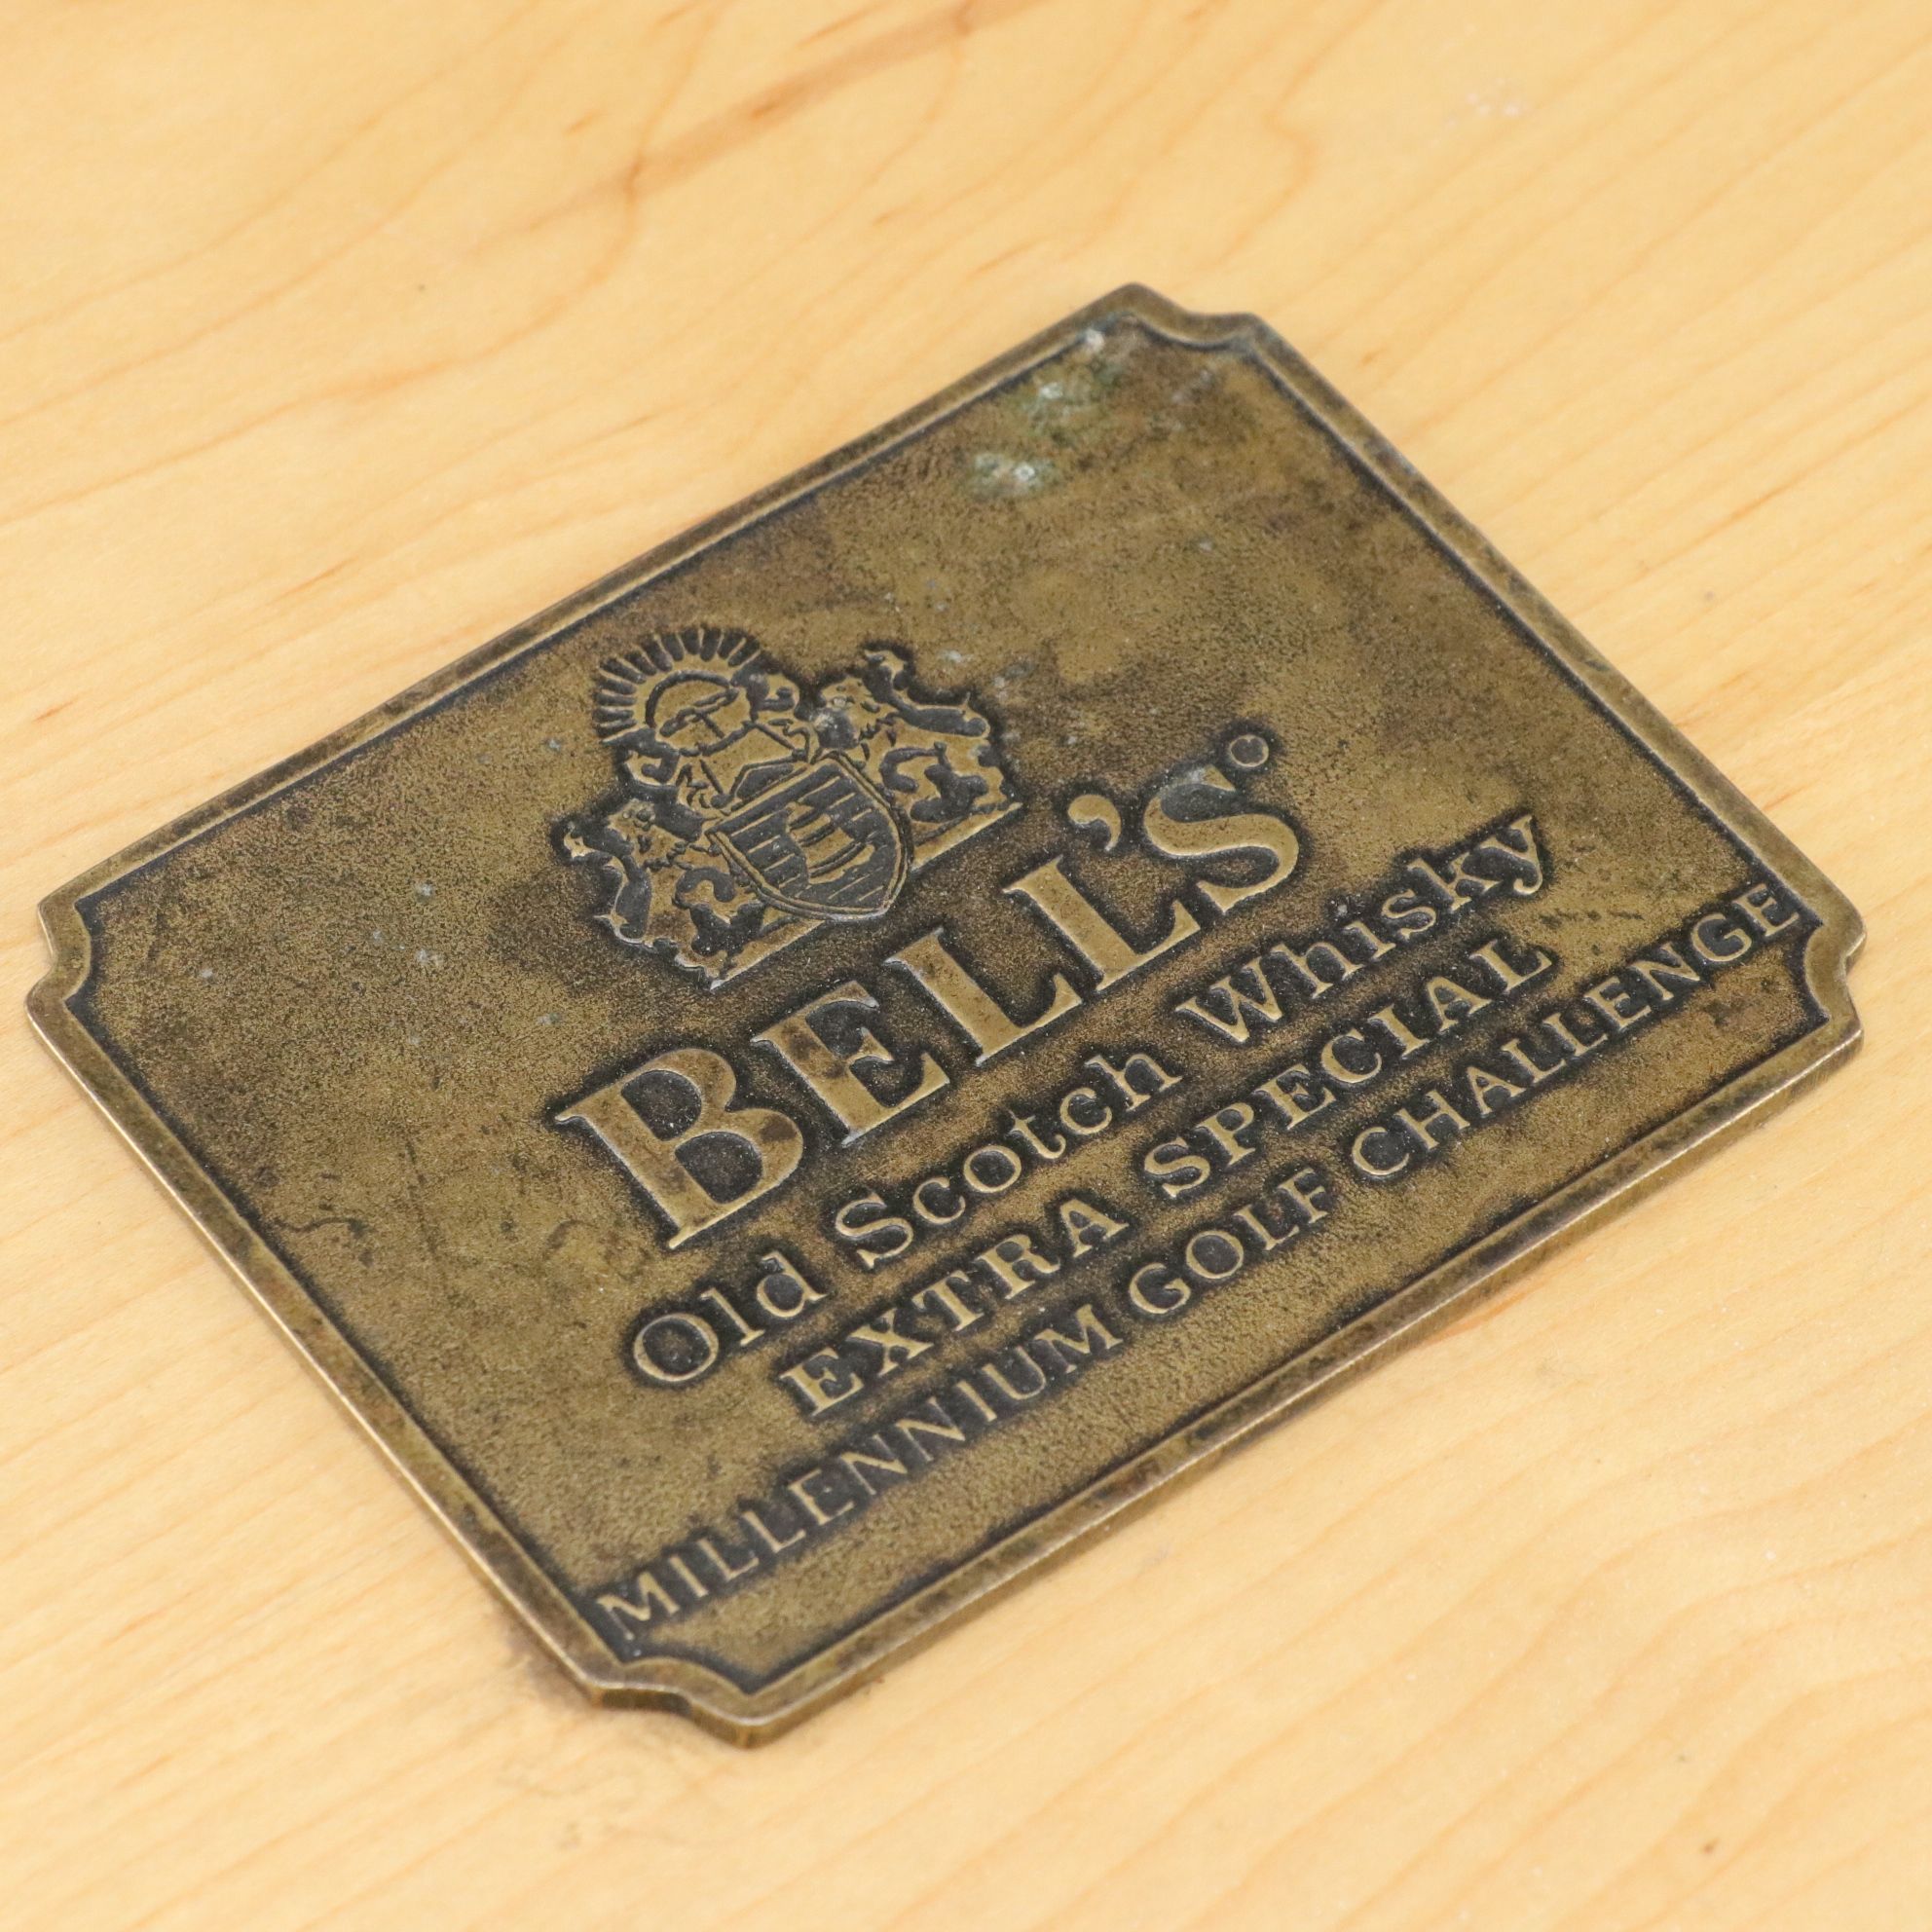 BELL'S
Old Scotch Whisky
EXTRA SPECIAL
MILLENNIUM GOLF CHALLENGE